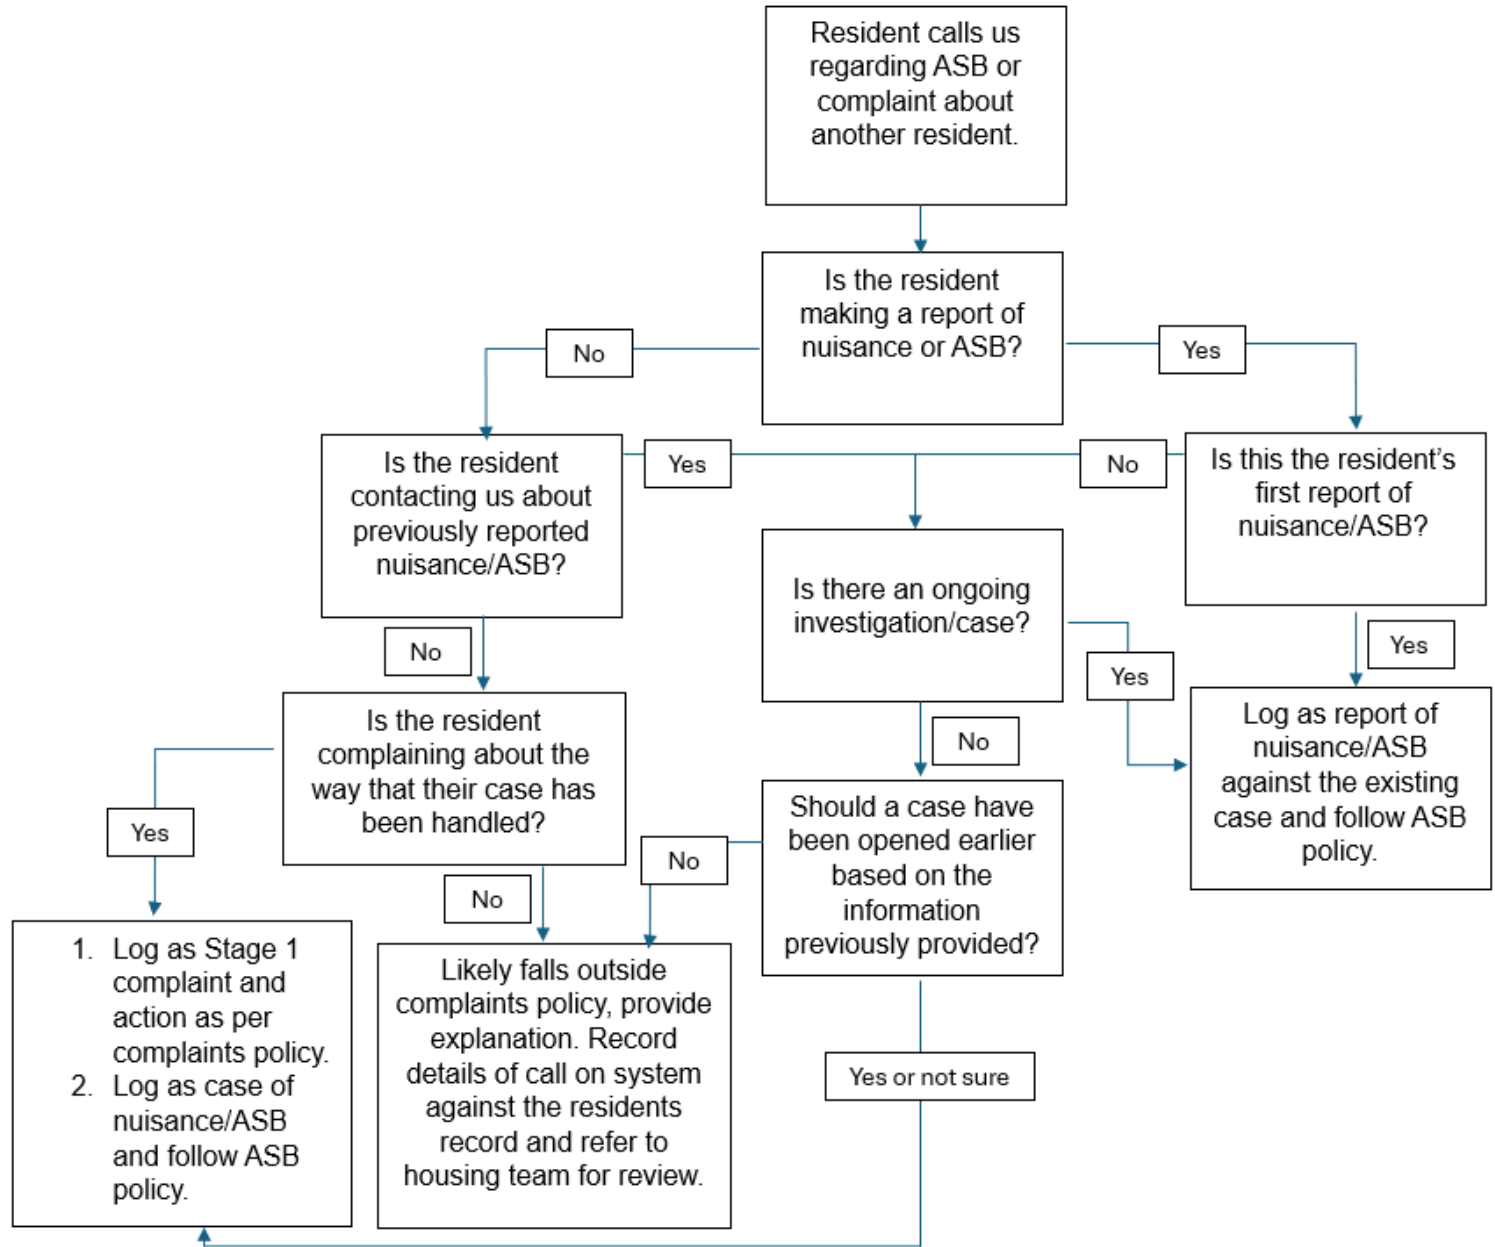 Resident calls us
regarding ASB or
complaint about
another resident.
Is the resident
making a report of
nuisance or ASB?
No
Yes
Is the resident
contacting us about
previously reported
nuisance/ASB?
Yes
No
Is this the resident's
first report of
nuisance/ASB?
Is there an ongoing
investigation/case?
No
Yes
Yes
Is the resident
complaining about the
way that their case has
been handled?
No
Log as report of
nuisance/ASB
against the existing
case and follow ASB
policy.
Should a case have
been opened earlier
based on the
information
previously provided?
Yes
No
No
1. Log as Stage 1
complaint and
action as per
complaints policy.
2. Log as case of
nuisance/ASB
and follow ASB
policy.
Likely falls outside
complaints policy, provide
explanation. Record
details of call on system
against the residents
record and refer to
housing team for review.
Yes or not sure